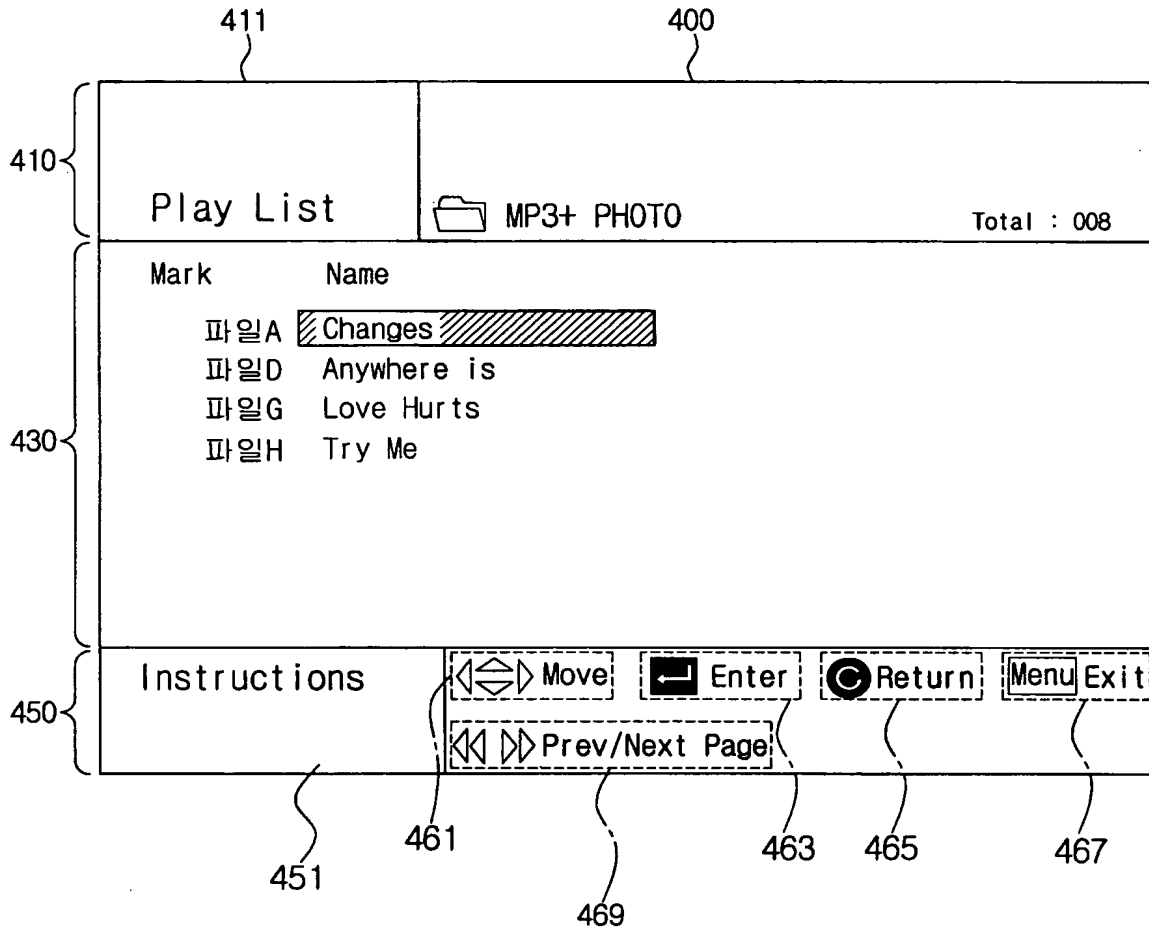 411 400
410
Play List MP3+ PHOTO Total : 008
Mark Name
파일A Changes
파일D Anywhere is
파일G Love Hurts
파일H Try Me
430
Instructions Move Enter Return Menu Exit
450
Prev/Next Page
461 463 465 467
451
469